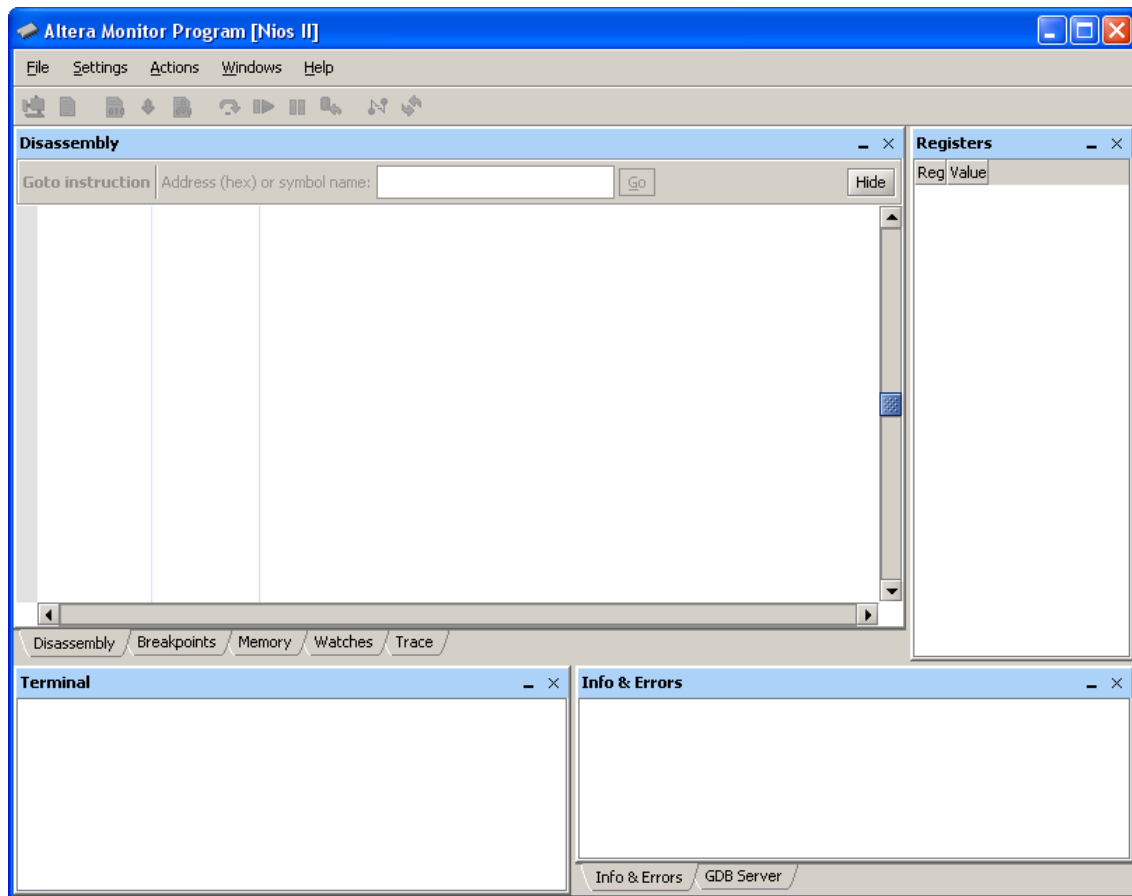 Altera Monitor Program [Nios II]
File Settings Actions Windows Help
Disassembly
Goto instruction Address (hex) or symbol name: Go Hide
Registers
Reg Value
Disassembly Breakpoints Memory Watches Trace
Terminal
Info & Errors
Info & Errors GDB Server